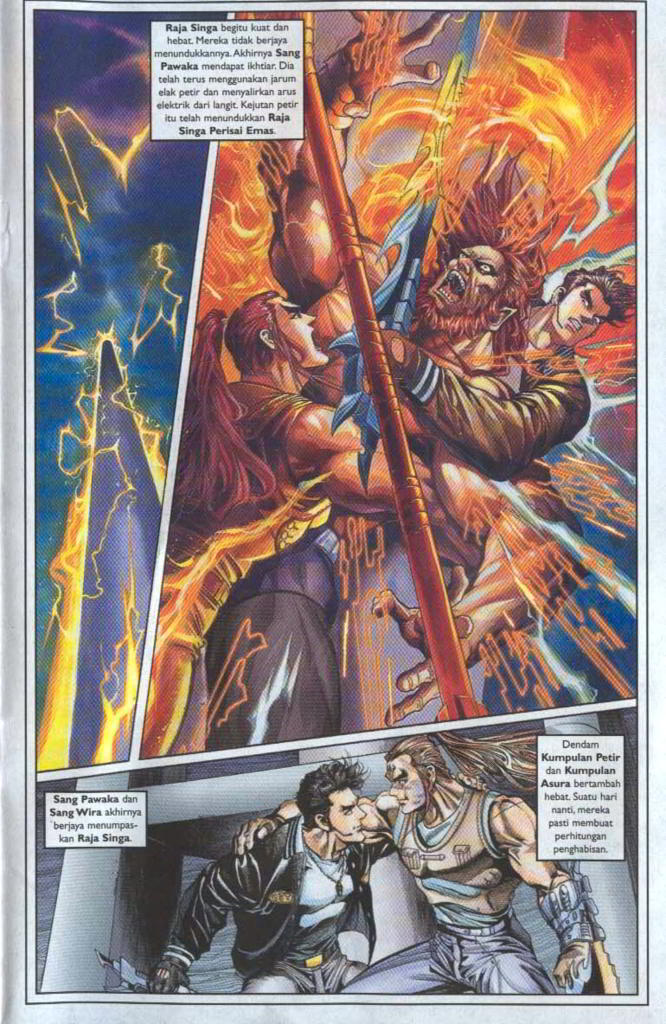 Raja Singa begitu kuat dan
hebat. Mereka tidak berjaya
menundukkannya. Akhirnya Sang
Pawaka mendapat ikhtiar. Dia
telah terus menggunakan jarum
elak petir dan menyalirkan arus
elektrik dari langit. Kejutan petir
itu telah menundukkan Raja
Singa Perisai Emas.
Sang Pawaka dan
Sang Wira akhirnya
berjaya menumpas-
kan Raja Singa.
Dendam
Kumpulan Petir
dan Kumpulan
Asura bertambah
hebat. Suatu hari
nanti, mereka
pasti membuat
perhitungan
penghabisan.